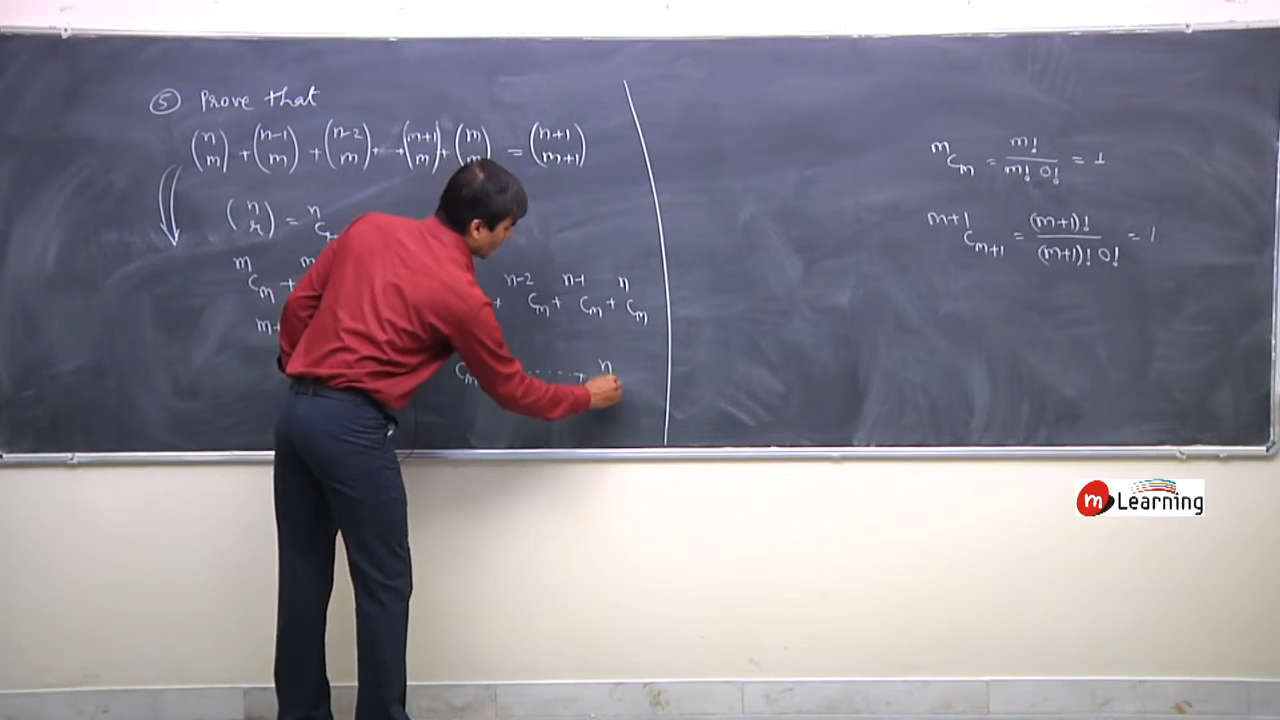 ⑤ Prove that
(n m) + (n-1 m) + (n-2 m) + ... + (m+1 m) + (m m) = (n+1 m+1)
(n r) = ⁿC
ᵐCₘ +
n-2 Cₘ + n-1 Cₘ + n Cₘ
m+
Cₘ ..... + n
ᵐCₘ = m! / m! 0! = 1
m+1 C m+1 = (m+1)! / (m+1)! 0! = 1
m Learning